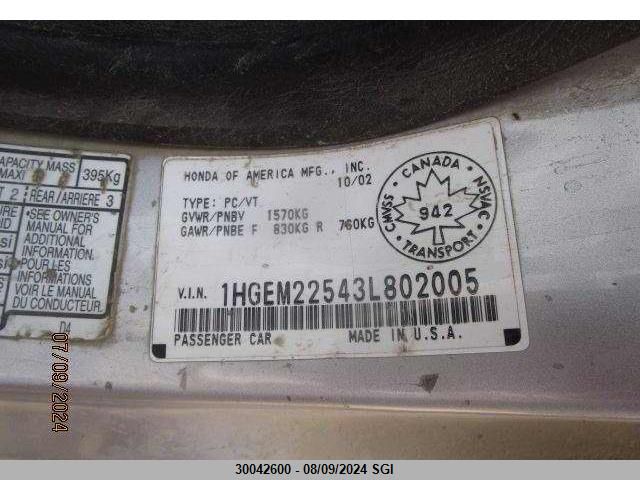 APACITY MASS
MAXI 395Kg
T 2 REAR/ARRIERE 3
•SEE OWNER'S
MANUAL FOR
ADDITIONAL
INFORMATION
•POUR LES
INFORMATIONS
VOIR LE MANUEL
DU CONDUCTEUR
HONDA OF AMERICA MFG., INC.
10/02
TYPE: PC/VT
GVWR/PNBV 1570KG
GAWR/PNBE F 830KG R 760KG
CANADA
CMVSS
942
NSVAC
TRANSPORT
V.I.N. 1HGEM22543L802005
PASSENGER CAR MADE IN U.S.A.
07/09/2024
30042600 - 08/09/2024 SGI